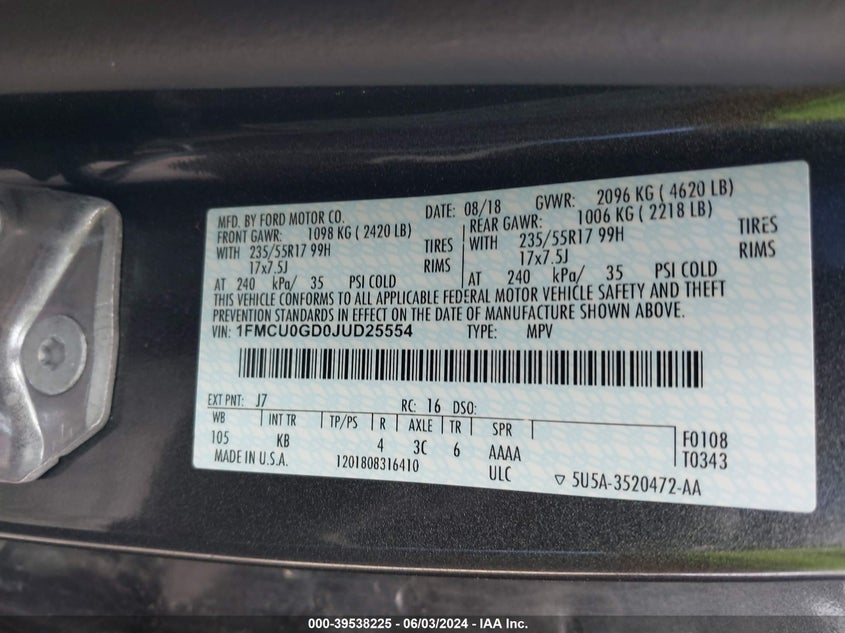 MFD. BY FORD MOTOR CO. DATE: 08/18 GVWR: 2096 KG ( 4620 LB)
FRONT GAWR: 1098 KG ( 2420 LB) REAR GAWR: 1006 KG ( 2218 LB)
WITH 235/55R17 99H TIRES WITH 235/55R17 99H TIRES
17x7.5J RIMS 17x7.5J RIMS
AT 240 kPa/ 35 PSI COLD AT 240 kPa/ 35 PSI COLD
THIS VEHICLE CONFORMS TO ALL APPLICABLE FEDERAL MOTOR VEHICLE SAFETY AND THEFT
PREVENTION STANDARDS IN EFFECT ON THE DATE OF MANUFACTURE SHOWN ABOVE.
VIN: 1FMCU0GD0JUD25554 TYPE: MPV
EXT PNT: J7 RC: 16 DSO:
WB INT TR TP/PS R AXLE TR SPR
105 KB 4 3C 6 AAAA F0108
MADE IN U.S.A. 1201808316410 ULC T0343
▽ 5U5A-3520472-AA
000-39538225 - 06/03/2024 - IAA Inc.